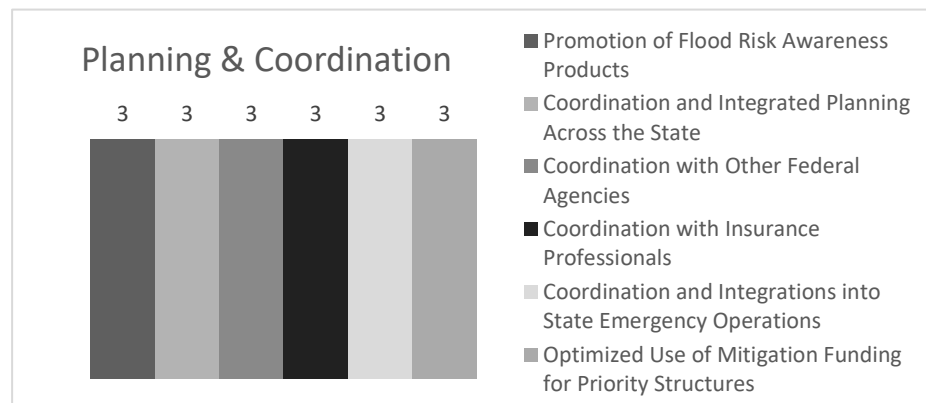 Planning & Coordination
3 3 3 3 3 3
Promotion of Flood Risk Awareness
Products
Coordination and Integrated Planning
Across the State
Coordination with Other Federal
Agencies
Coordination with Insurance
Professionals
Coordination and Integrations into
State Emergency Operations
Optimized Use of Mitigation Funding
for Priority Structures